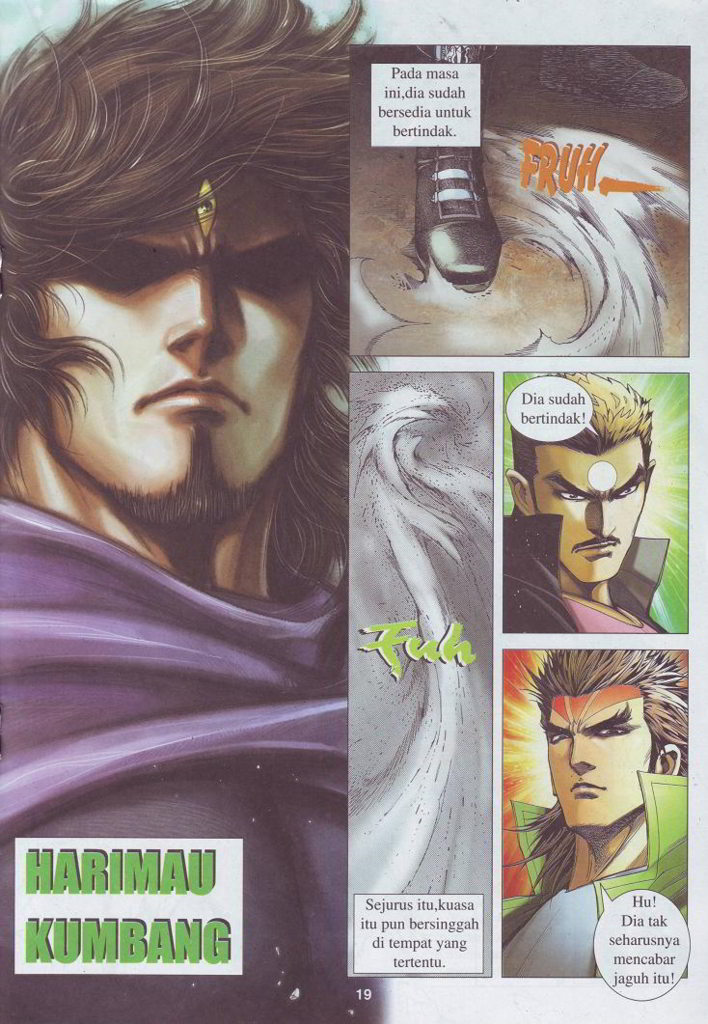 Pada masa
ini,dia sudah
bersedia untuk
bertindak.
FRUH
Dia sudah
bertindak!
Fuh
Sejurus itu,kuasa
itu pun bersinggah
di tempat yang
tertentu.
Hu!
Dia tak
seharusnya
mencabar
jaguh itu!
HARIMAU
KUMBANG
19